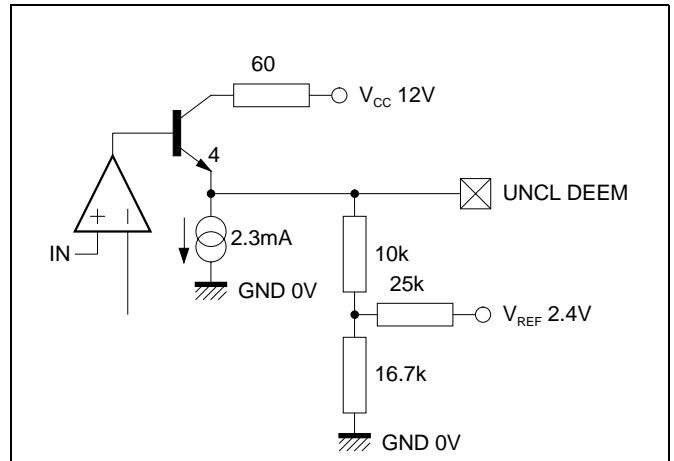 60
V_CC 12V
4
UNCL DEEM
+ –
2.3mA
10k
IN
25k
GND 0V
V_REF 2.4V
16.7k
GND 0V